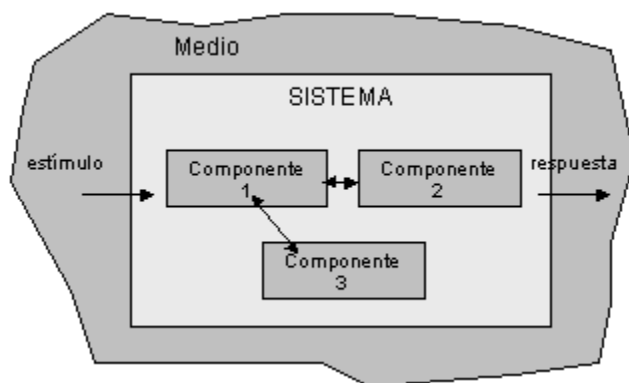 Medio
SISTEMA
estímulo
Componente
1
Componente
2
respuesta
Componente
3